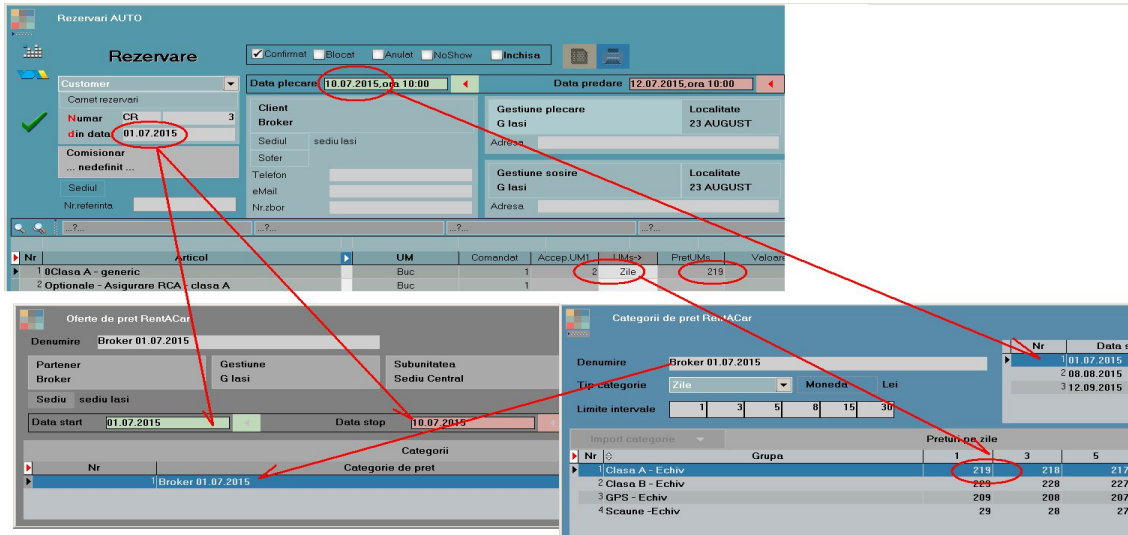 Rezervari AUTO
Rezervare
Confirmat Blocat Anulat NoShow Inchisa
Customer
Data plecare 10.07.2015,ora 10:00 Data predare 12.07.2015,ora 10:00
Carnet rezervari
Numar CR 3
din data 01.07.2015
Comisionar
... nedefinit ...
Sediul
Nr.referinta
Client
Broker
Sediul sediu Iasi
Sofer
Telefon
eMail
Nr.zbor
Gestiune plecare Localitate
G Iasi 23 AUGUST
Adresa
Gestiune sosire Localitate
G Iasi 23 AUGUST
Adresa
...?... ...?... ...?... ...?...
Nr Articol UM Comandat Accep.UM1 UMs-> PretUMs Valoare
1 0Clasa A - generic Buc 1 2 Zile 219
2 Optionale - Asigurare RCA - clasa A Buc 1
Oferte de pret RentACar
Denumire Broker 01.07.2015
Partener Gestiune Subunitatea
Broker G Iasi Sediu Central
Sediu sediu Iasi
Data start 01.07.2015 Data stop 10.07.2015
Categorii
Nr Categorie de pret
1 Broker 01.07.2015
Categorii de pret RentACar
Nr Data s
1 01.07.2015
2 08.08.2015
3 12.09.2015
Denumire Broker 01.07.2015
Tip categorie Zile Moneda Lei
Limite intervale 1 3 5 8 15 30
Import categorie Preturi pe zile
Nr Grupa 1 3 5
1 Clasa A - Echiv 219 218 217
2 Clasa B - Echiv 229 228 227
3 GPS - Echiv 209 208 207
4 Scaune -Echiv 29 28 27